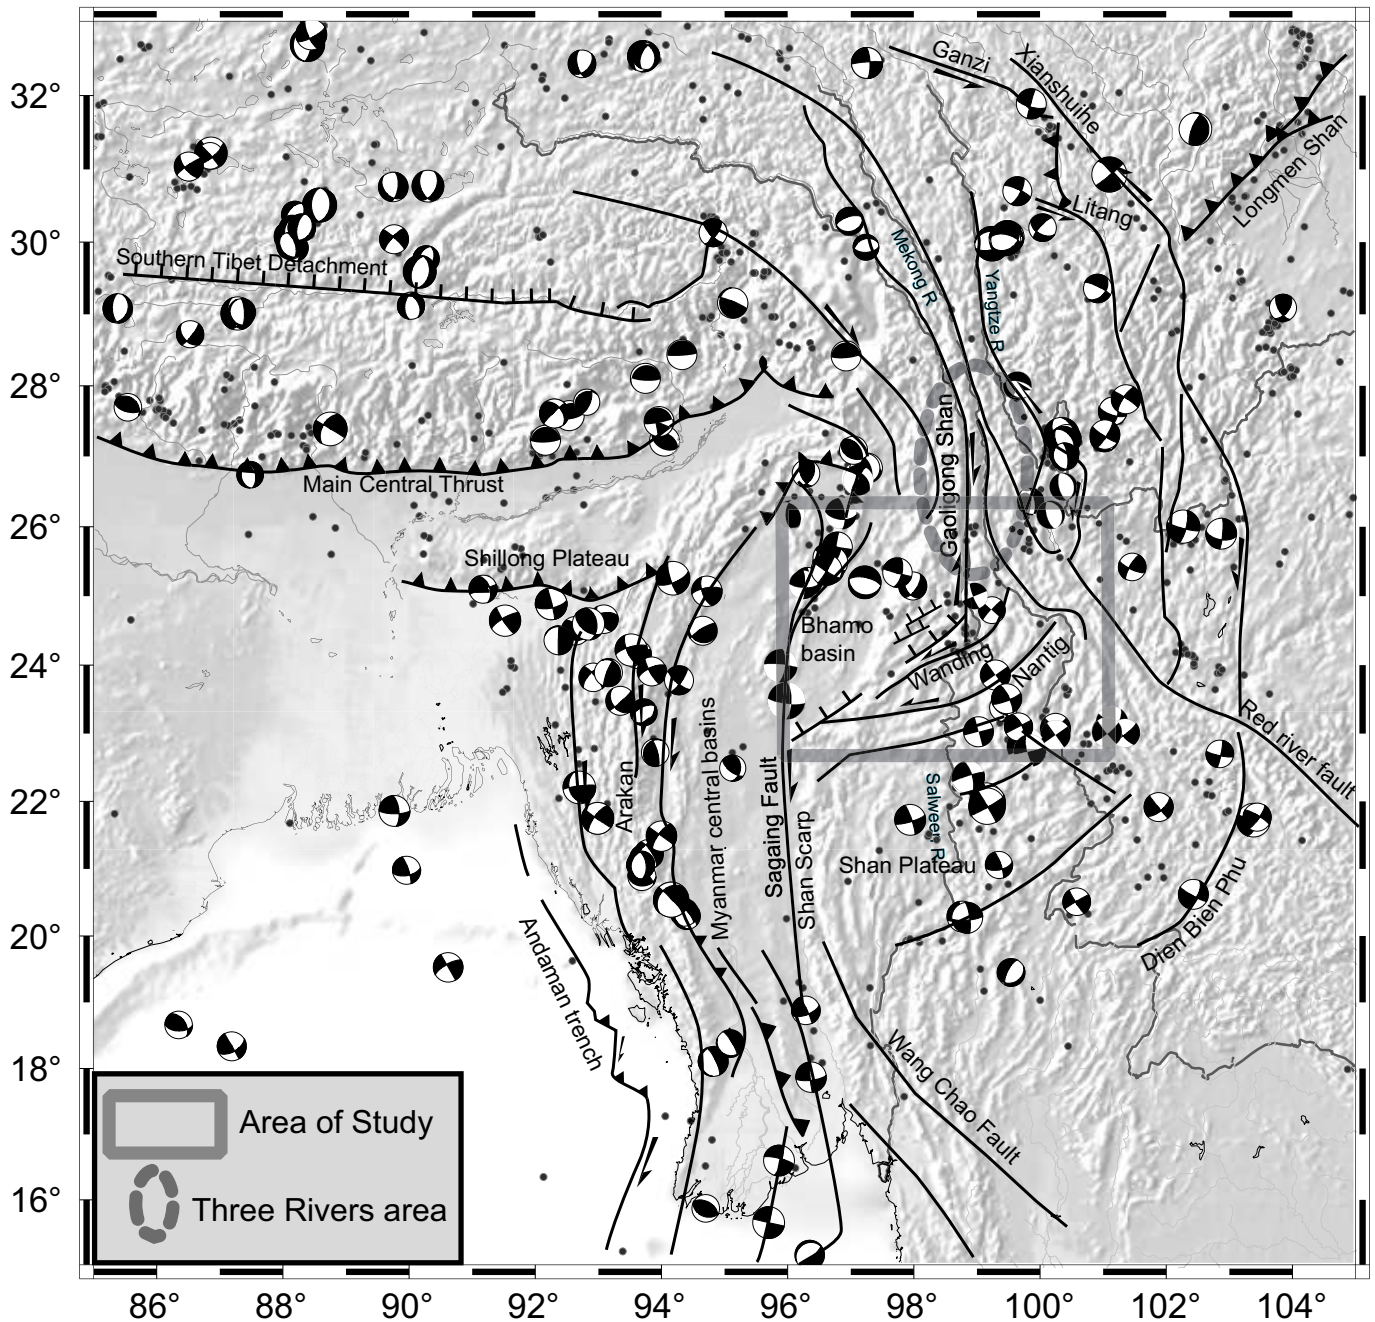 32°
30°
28°
26°
24°
22°
20°
18°
16°
Ganzi
Xianshuihe
Longmen Shan
Litang
Mekong R
Yangtze R
Southern Tibet Detachment
Main Central Thrust
Gaoligong Shan
Shillong Plateau
Bhamo
basin
Wanding
Nantig
Red river fault
Arakan
Myanmar central basins
Sagaing Fault
Shan Scarp
Salween R
Shan Plateau
Dien Bien Phu
Andaman trench
Wang Chao Fault
Area of Study
Three Rivers area
86° 88° 90° 92° 94° 96° 98° 100° 102° 104°